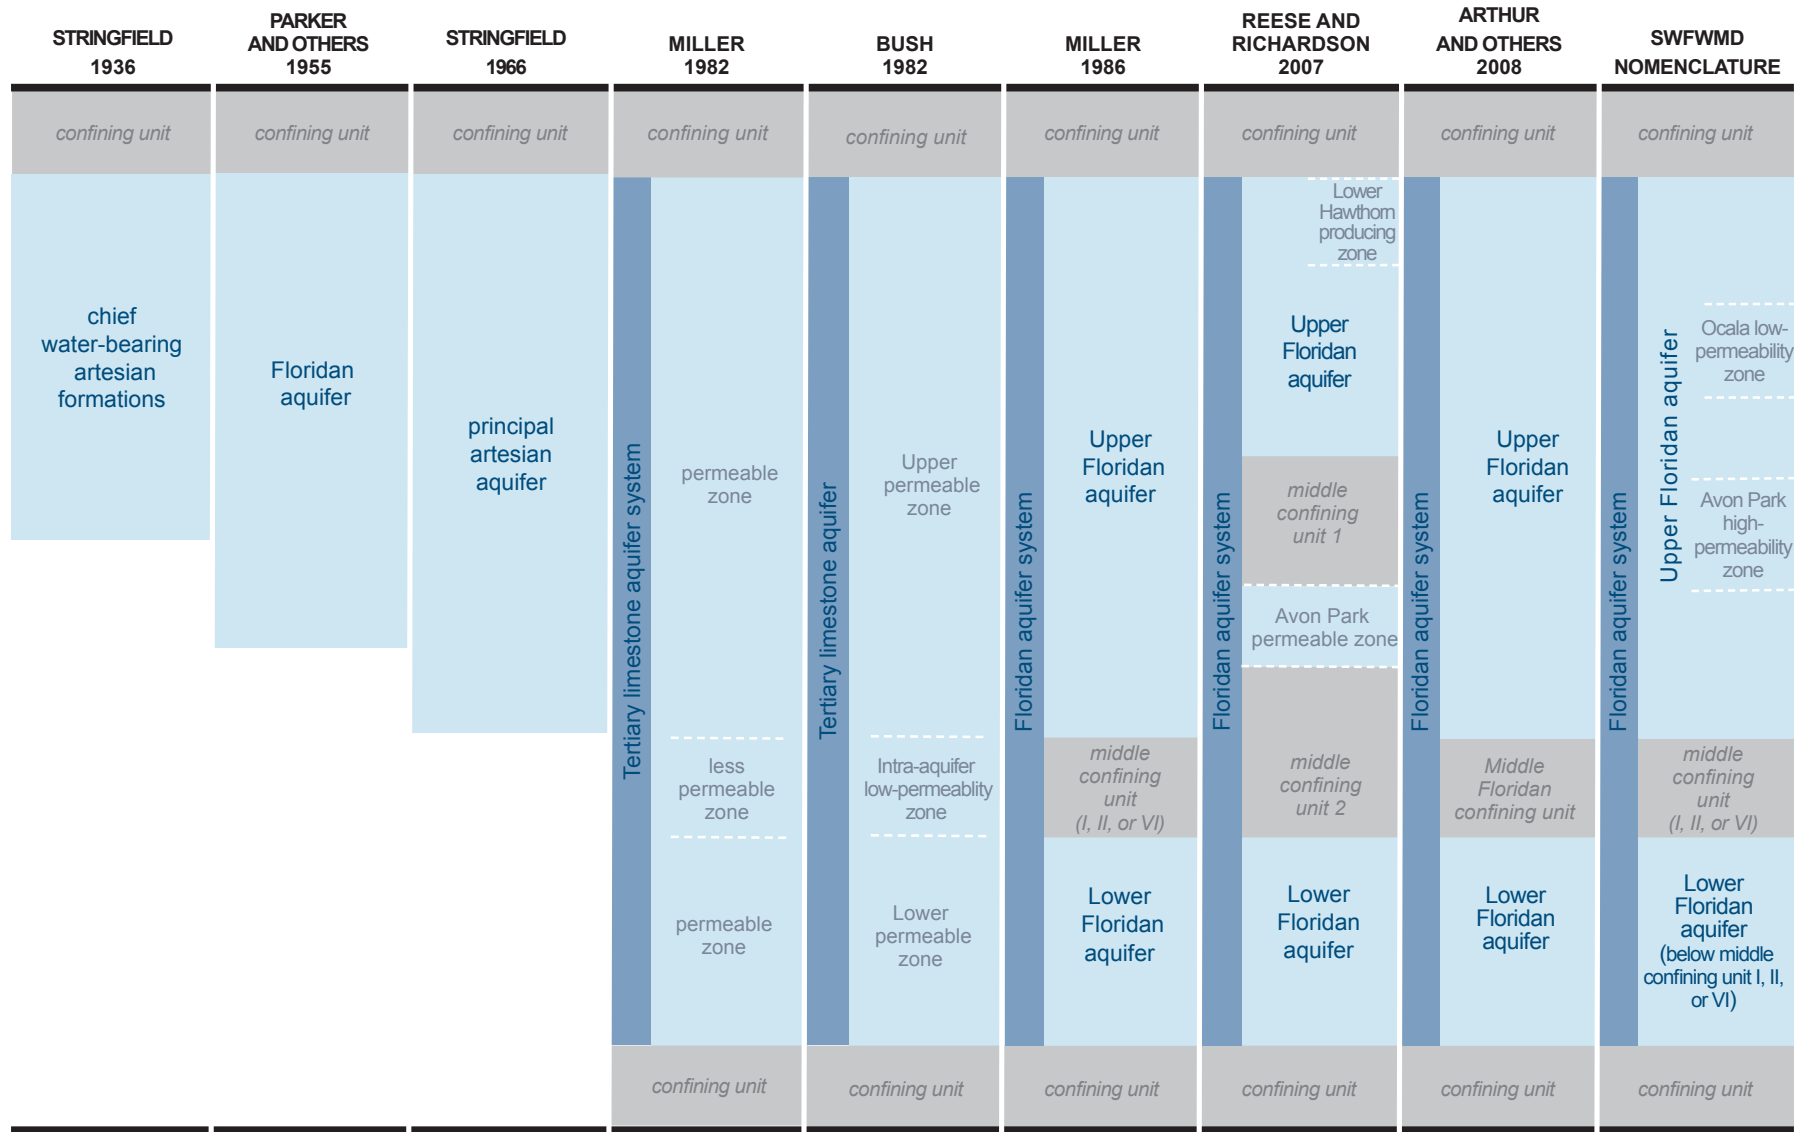 STRINGFIELD
1936
PARKER
AND OTHERS
1955
STRINGFIELD
1966
MILLER
1982
BUSH
1982
MILLER
1986
REESE AND
RICHARDSON
2007
ARTHUR
AND OTHERS
2008
SWFWMD
NOMENCLATURE
confining unit
chief
water-bearing
artesian
formations
confining unit
Floridan
aquifer
confining unit
principal
artesian
aquifer
confining unit
Tertiary limestone aquifer system
permeable
zone
less
permeable
zone
permeable
zone
confining unit
confining unit
Tertiary limestone aquifer
Upper
permeable
zone
Intra-aquifer
low-permeablity
zone
Lower
permeable
zone
confining unit
confining unit
Floridan aquifer system
Upper
Floridan
aquifer
middle
confining
unit
(I, II, or VI)
Lower
Floridan
aquifer
confining unit
confining unit
Floridan aquifer system
Lower
Hawthorn
producing
zone
Upper
Floridan
aquifer
middle
confining
unit 1
Avon Park
permeable zone
middle
confining
unit 2
Lower
Floridan
aquifer
confining unit
confining unit
Floridan aquifer system
Upper
Floridan
aquifer
Middle
Floridan
confining unit
Lower
Floridan
aquifer
confining unit
confining unit
Floridan aquifer system
Upper Floridan aquifer
Ocala low-
permeability
zone
Avon Park
high-
permeability
zone
middle
confining
unit
(I, II, or VI)
Lower
Floridan
aquifer
(below middle
confining unit I, II,
or VI)
confining unit